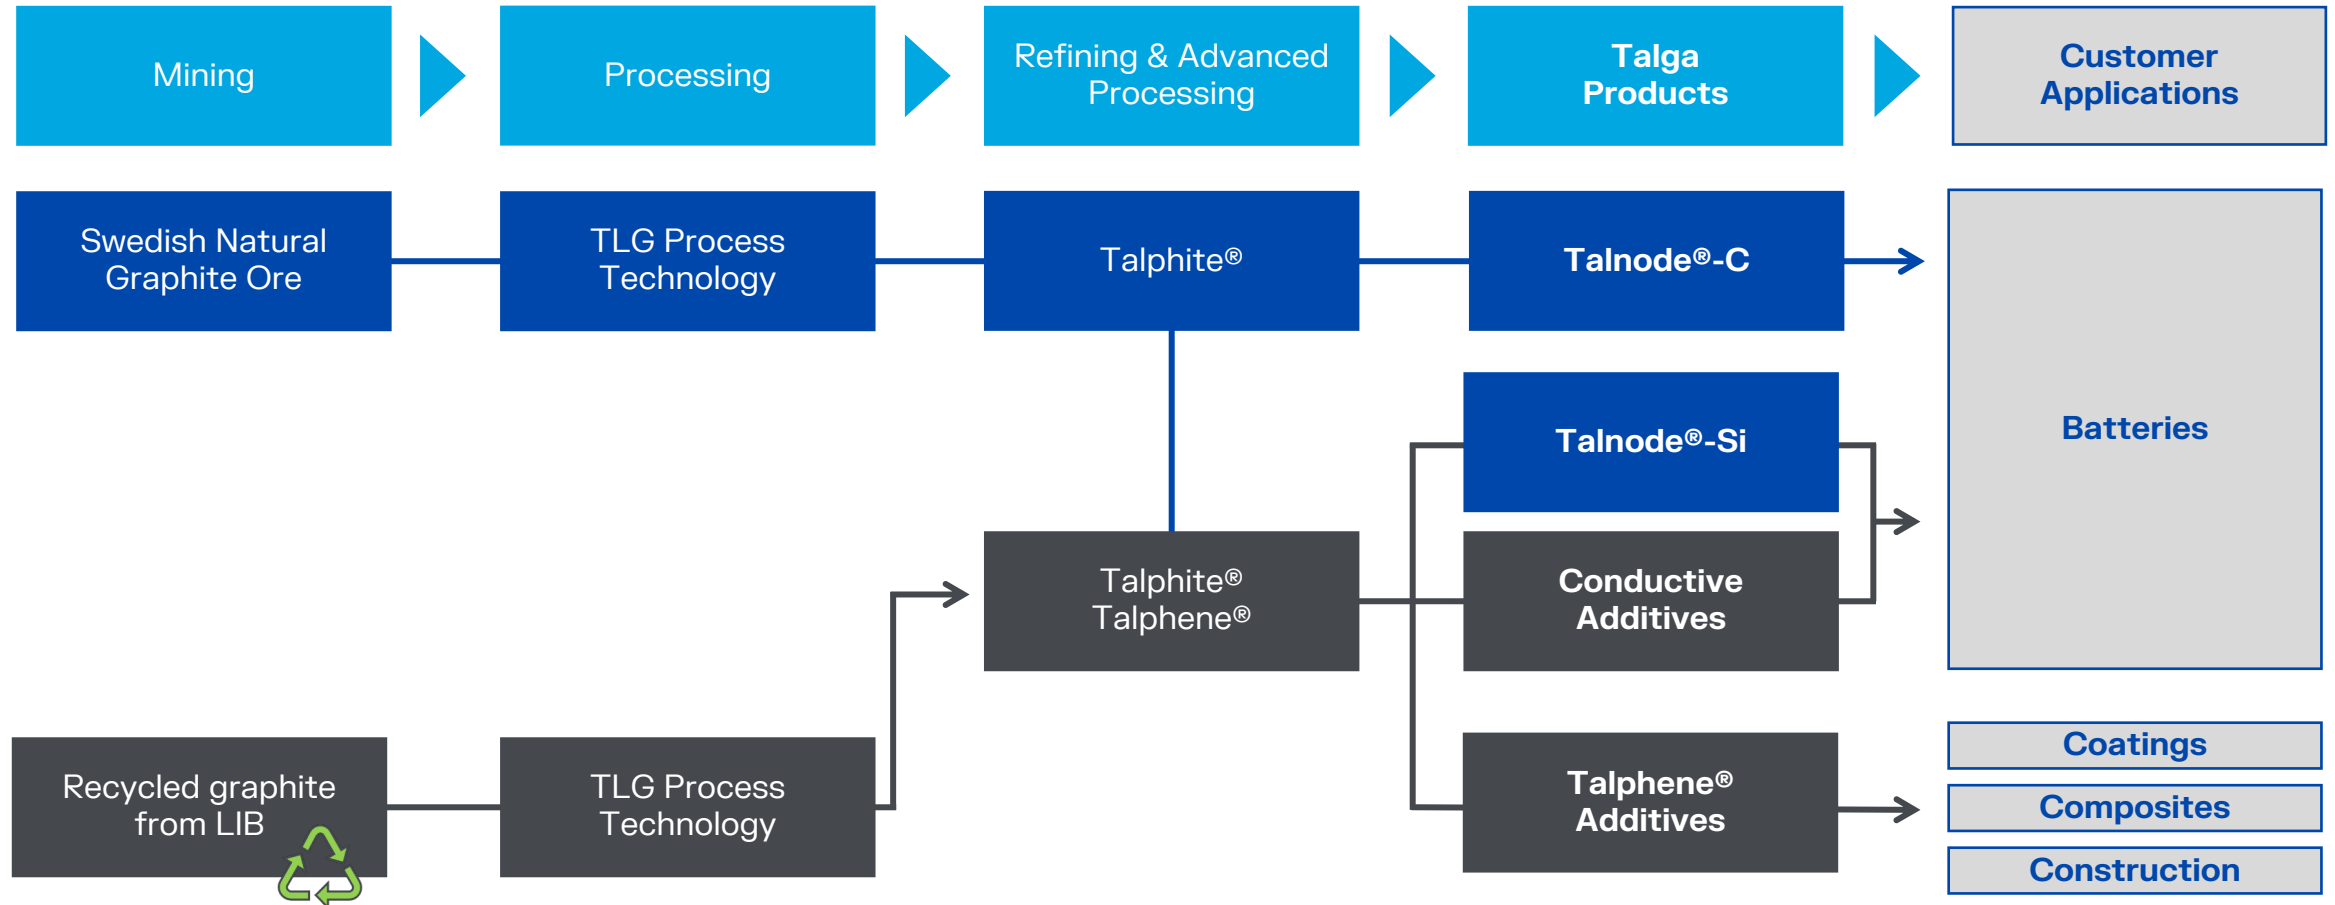 Mining
Processing
Refining & Advanced
Processing
Talga
Products
Customer
Applications
Swedish Natural
Graphite Ore
TLG Process
Technology
Talphite®
Talnode®-C
Batteries
Talnode®-Si
Talphite®
Talphene®
Conductive
Additives
Recycled graphite
from LIB
TLG Process
Technology
Talphene®
Additives
Coatings
Composites
Construction